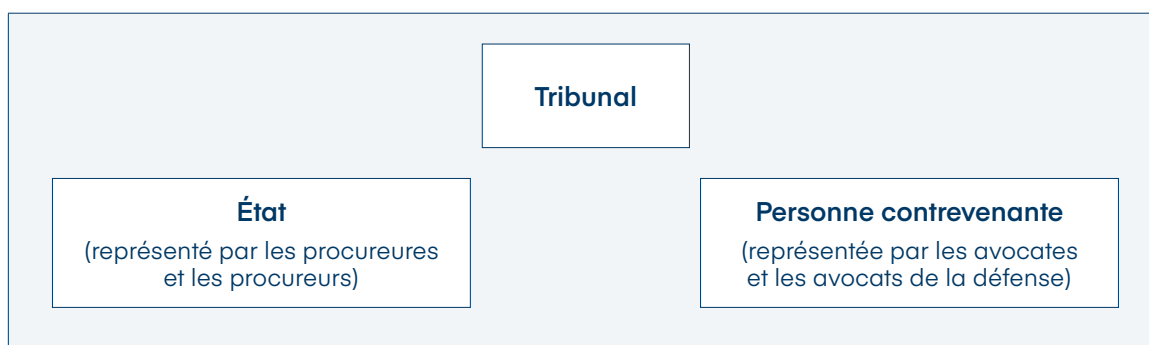 Tribunal
État
(représenté par les procureures
et les procureurs)
Personne contrevenante
(représentée par les avocates
et les avocats de la défense)